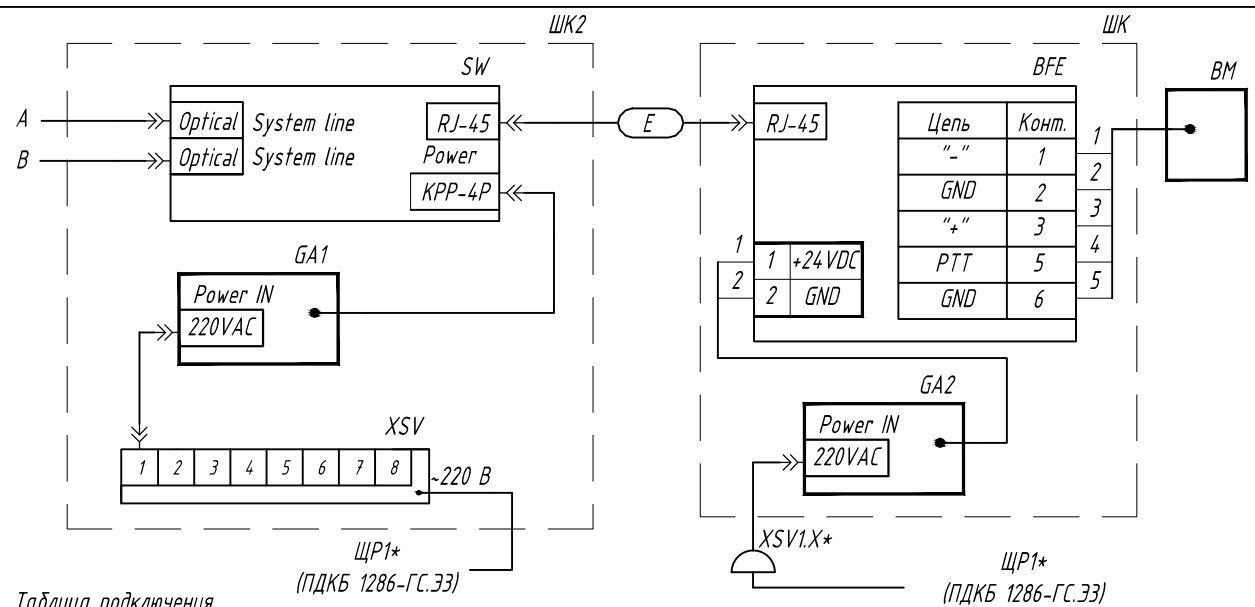 ШК2
ШК
SW
BFE
BM
A
Optical
System line
RJ-45
E
RJ-45
Цепь
Конт.
1
"-"
1
B
Optical
System line
Power
2
GND
2
KPP-4P
3
"+"
3
4
PTT
5
5
GND
6
1
1
+24VDC
2
2
GND
GA1
Power IN
220VAC
GA2
Power IN
220VAC
XSV
1
2
3
4
5
6
7
8
~220 В
XSV1.X*
ЩР1*
(ПДКБ 1286-ГС.ЭЗ)
ЩР1*
(ПДКБ 1286-ГС.ЭЗ)
Таблица подключения